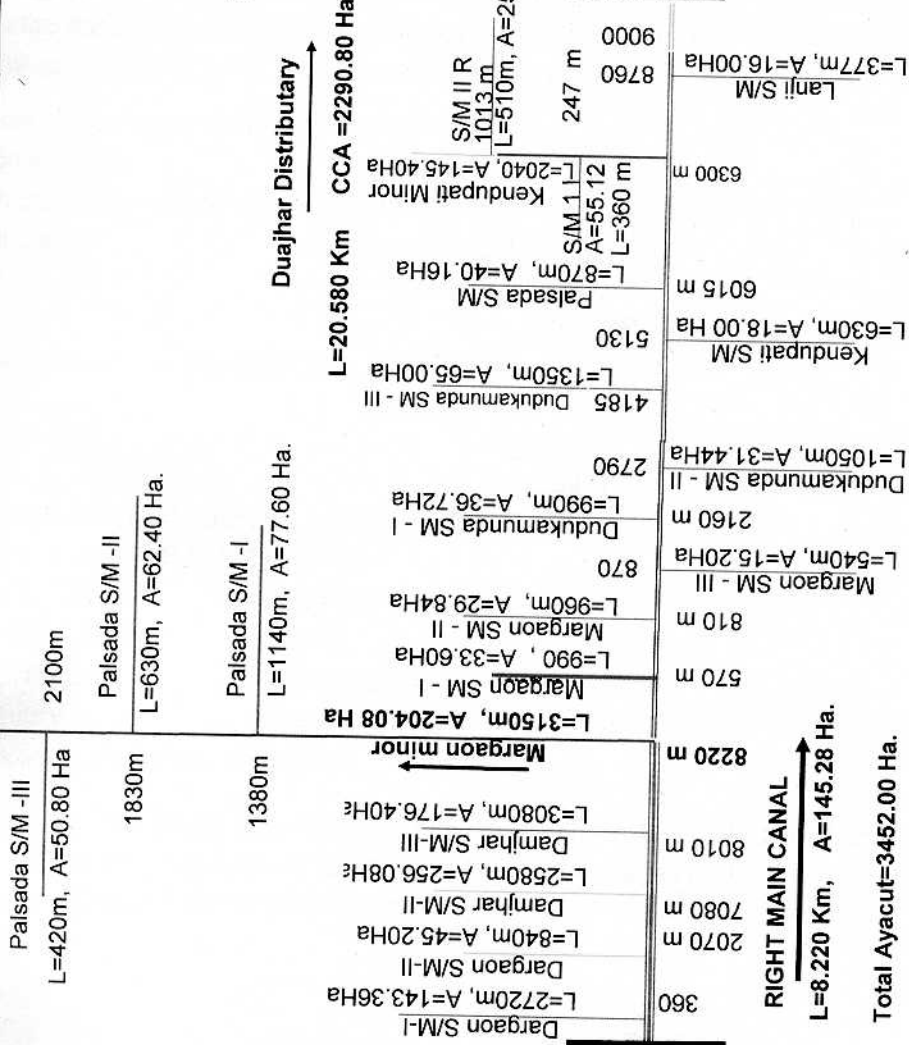 Palsada S/M -III
L=420m, A=50.80 Ha
2100m
Palsada S/M -II
L=630m, A=62.40 Ha.
1830m
Palsada S/M -I
L=1140m, A=77.60 Ha.
1380m
Duajhar Distributary
L=20.580 Km CCA =2290.80 Ha
Dargaon S/M-I
L=2720m, A=143.36Ha
360
Dargaon S/M-II
L=840m, A=45.20Ha
2070 m
Damjhar S/M-II
L=2580m, A=256.08Ha
7080 m
Damjhar S/M-III
L=3080m, A=176.40Ha
8010 m
Margaon minor
L=3150m, A=204.08 Ha
8220 m
Margaon SM - I
L=990 , A=33.60Ha
570 m
Margaon SM - II
L=960m, A=29.84Ha
810 m
Margaon SM - III
L=540m, A=15.20Ha
870
Dudukamunda SM - I
L=990m, A=36.72Ha
2160 m
Dudukamunda SM - II
L=1050m, A=31.44Ha
2790
4185 Dudukamunda SM - III
L=1350m, A=65.00Ha
Kendupati S/M
L=630m, A=18.00 Ha
5130
Palsada S/M
L=870m, A=40.16Ha
6015 m
Kendupati Minor
L=2040, A=145.40Ha
6300 m
S/M 1 l
A=55.12
L=360 m
S/M II R
1013 m
L=510m, A=25
247 m
Lanji S/M
L=377m, A=16.00Ha
8760
9000
RIGHT MAIN CANAL
L=8.220 Km, A=145.28 Ha.
Total Ayacut=3452.00 Ha.